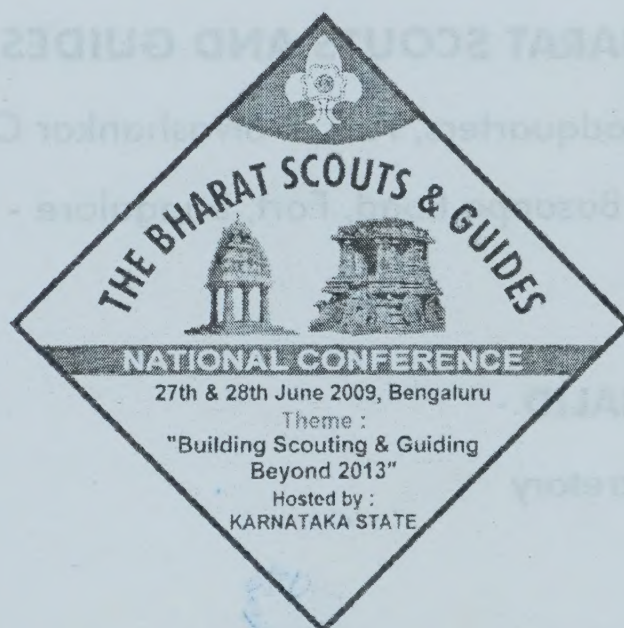 THE BHARAT SCOUTS & GUIDES
NATIONAL CONFERENCE
27th & 28th June 2009, Bengaluru
Theme :
"Building Scouting & Guiding
Beyond 2013"
Hosted by :
KARNATAKA STATE